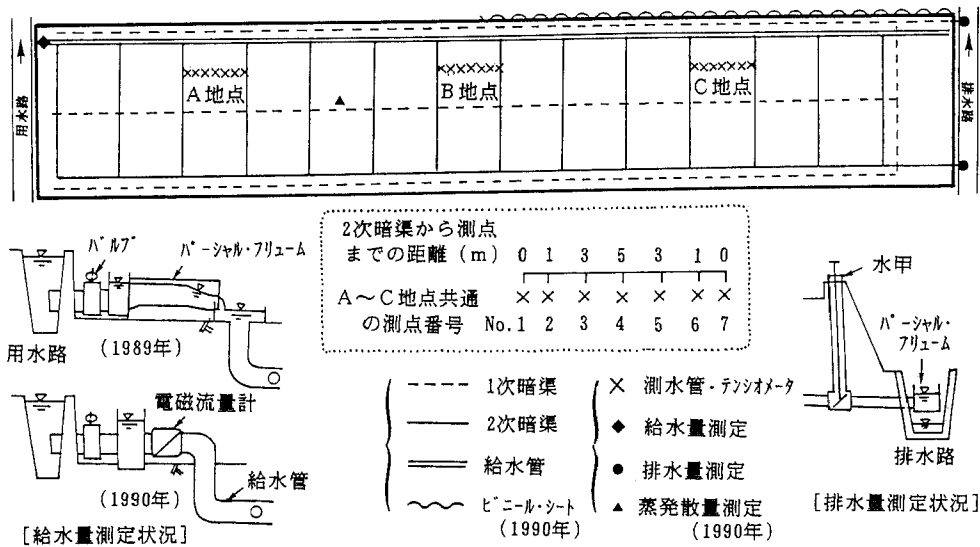 用水路
A地点
B地点
C地点
排水路
バルブ
パーシャル・フリューム
用水路
(1989年)
電磁流量計
(1990年)
給水管
[給水量測定状況]
2次暗渠から測点
までの距離(m) 0 1 3 5 3 1 0
A～C地点共通
の測点番号 No.1 2 3 4 5 6 7
1次暗渠
2次暗渠
給水管
ビニール・シート
(1990年)
× 測水管・テンシオメータ
◆ 給水量測定
● 排水量測定
▲ 蒸発散量測定
(1990年)
水甲
パーシャル・
フリューム
排水路
[排水量測定状況]